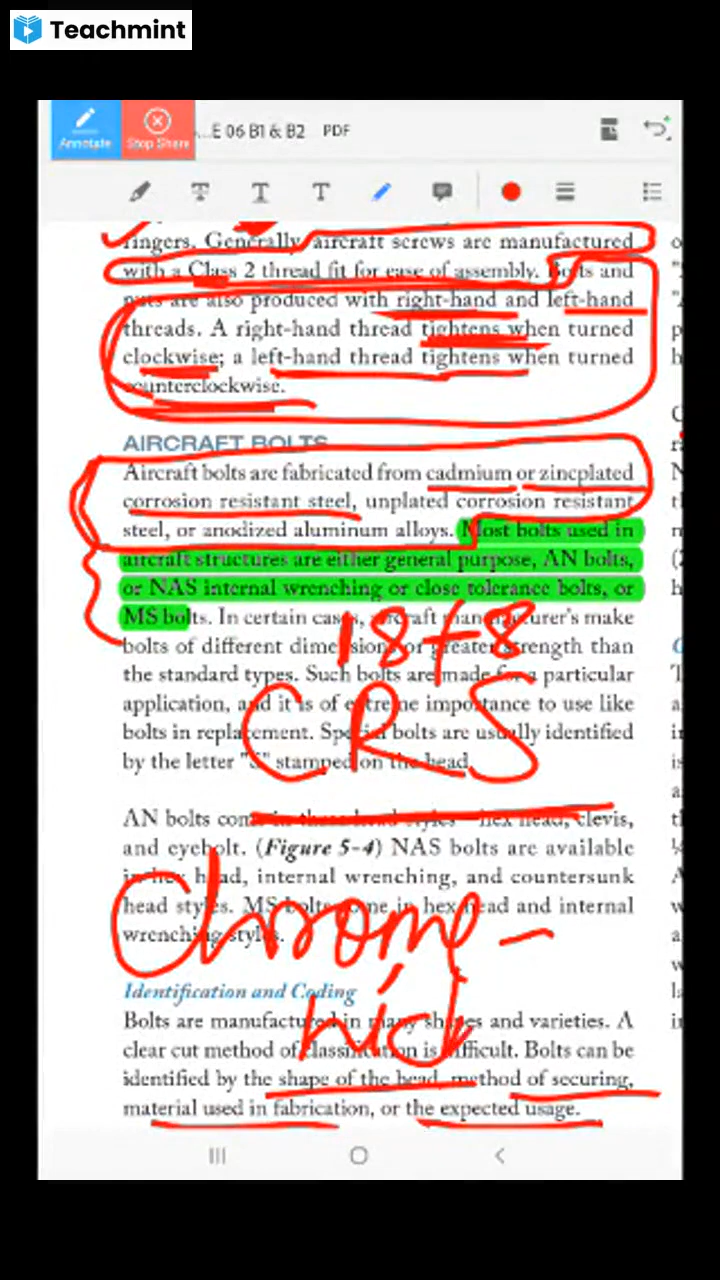 Teachmint
Annotate
Stop Share
...E 06 B1 & B2 PDF
fingers. Generally aircraft screws are manufactured
with a Class 2 thread fit for ease of assembly. Bolts and
nuts are also produced with right-hand and left-hand
threads. A right-hand thread tightens when turned
clockwise; a left-hand thread tightens when turned
counterclockwise.
AIRCRAFT BOLTS
Aircraft bolts are fabricated from cadmium or zincplated
corrosion resistant steel, unplated corrosion resistant
steel, or anodized aluminum alloys. Most bolts used in
aircraft structures are either general purpose, AN bolts,
or NAS internal wrenching or close tolerance bolts, or
MS bolts. In certain cases, aircraft manufacturer's make
bolts of different dimensions or greater strength than
the standard types. Such bolts are made for a particular
application, and it is of extreme importance to use like
bolts in replacement. Special bolts are usually identified
by the letter "S" stamped on the head.
18+8
CRS
AN bolts come in three head styles - hex head, clevis,
and eyebolt. (Figure 5-4) NAS bolts are available
in hex head, internal wrenching, and countersunk
head styles. MS bolts come in hex head and internal
wrenching styles.
Chrome -
nick
Identification and Coding
Bolts are manufactured in many shapes and varieties. A
clear cut method of classification is difficult. Bolts can be
identified by the shape of the head, method of securing,
material used in fabrication, or the expected usage.